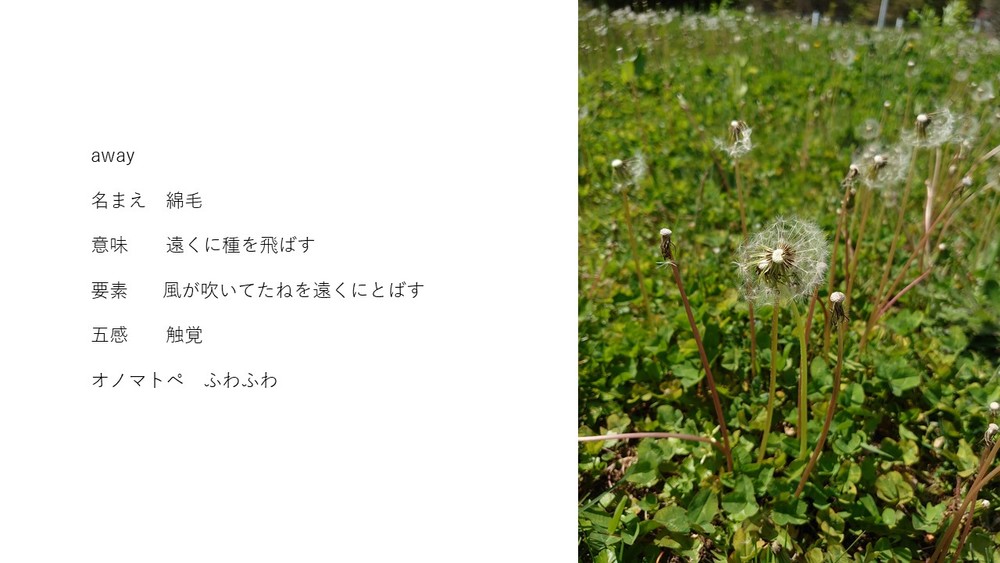 away
名まえ　綿毛
意味　　遠くに種を飛ばす
要素　　風が吹いてたねを遠くにとばす
五感　　触覚
オノマトペ　ふわふわ